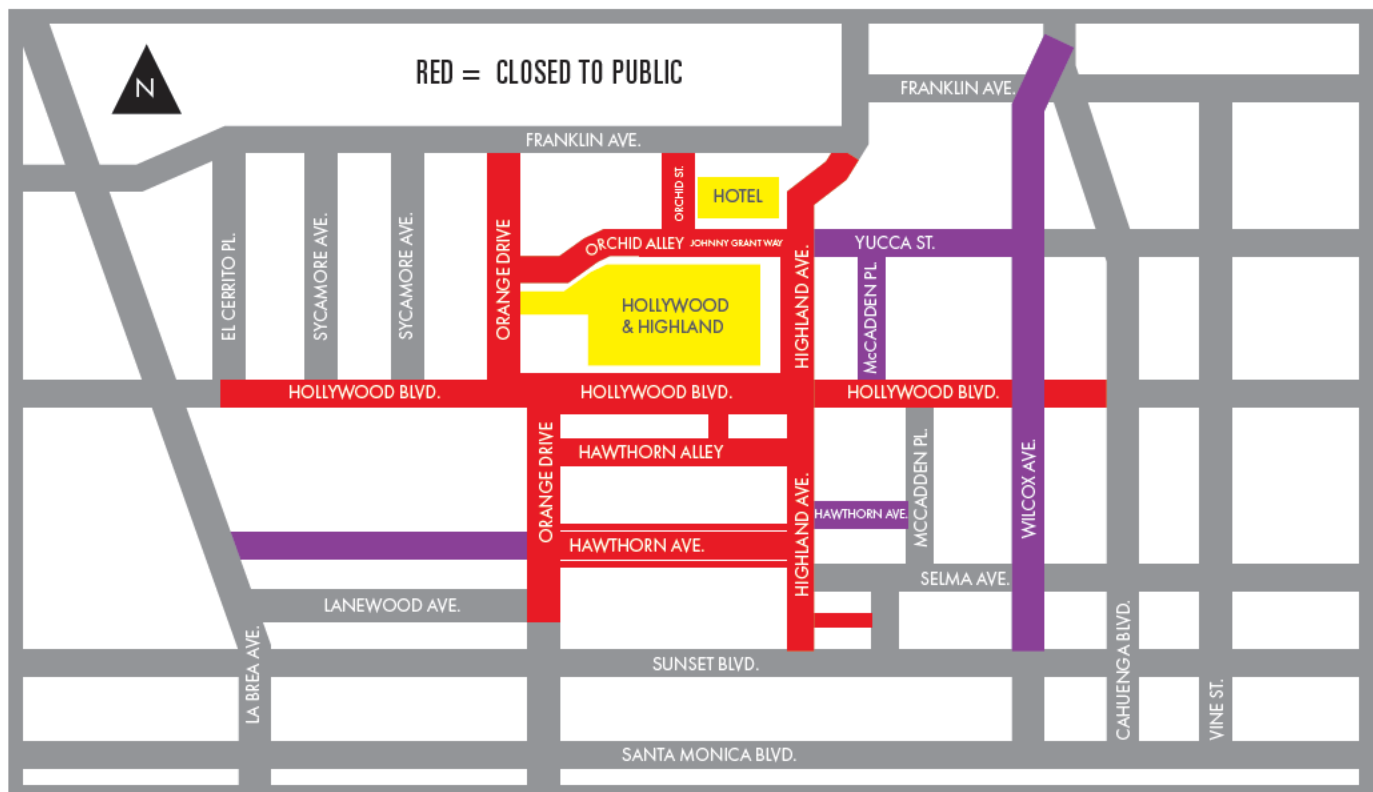 N
RED = CLOSED TO PUBLIC
FRANKLIN AVE.
FRANKLIN AVE.
ORCHID ST.
HOTEL
EL CERRITO PL.
SYCAMORE AVE.
SYCAMORE AVE.
ORANGE DRIVE
ORCHID ALLEY
JOHNNY GRANT WAY
HIGHLAND AVE.
YUCCA ST.
McCADDEN PL.
HOLLYWOOD
& HIGHLAND
HOLLYWOOD BLVD.
HOLLYWOOD BLVD.
HOLLYWOOD BLVD.
ORANGE DRIVE
HAWTHORN ALLEY
HIGHLAND AVE.
HAWTHORN AVE.
MCCADDEN PL.
WILCOX AVE.
HAWTHORN AVE.
SELMA AVE.
LANEWOOD AVE.
LA BREA AVE.
SUNSET BLVD.
CAHUENGA BLVD.
VINE ST.
SANTA MONICA BLVD.